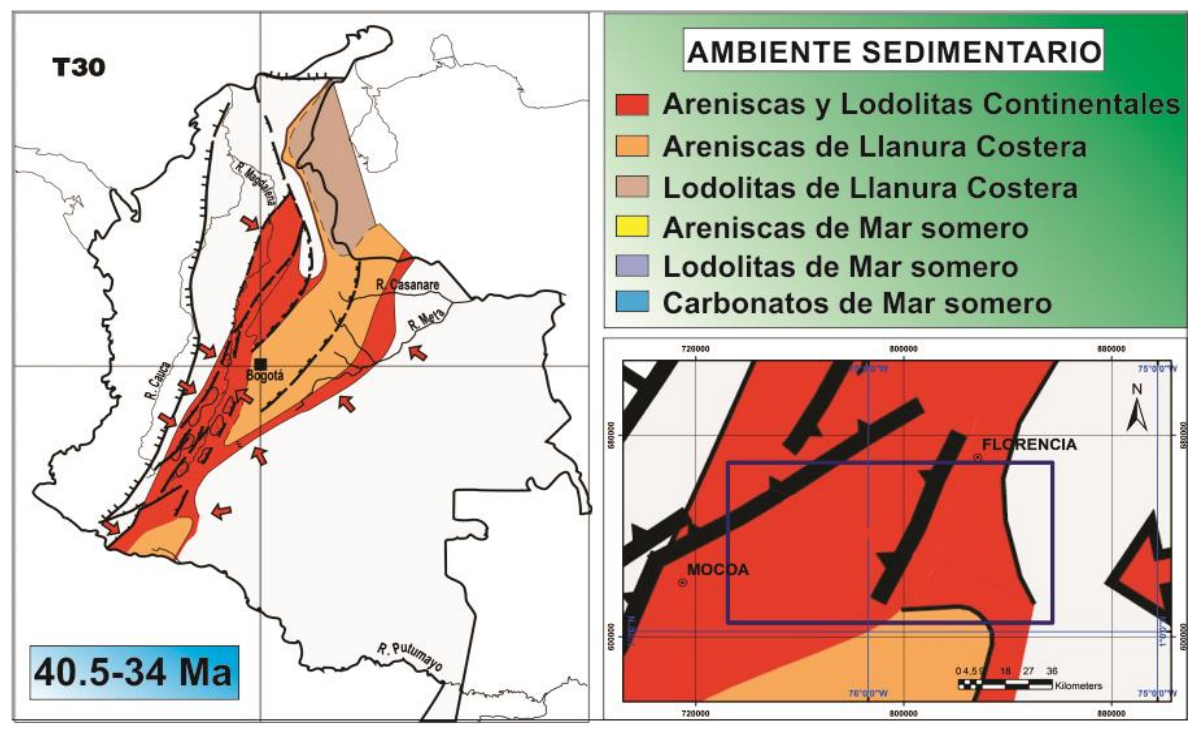 T30
R. Magdalena
R. Casanare
R. Meta
R. Cauca
Bogotá
R. Putumayo
40.5-34 Ma
AMBIENTE SEDIMENTARIO
Areniscas y Lodolitas Continentales
Areniscas de Llanura Costera
Lodolitas de Llanura Costera
Areniscas de Mar somero
Lodolitas de Mar somero
Carbonatos de Mar somero
720000 800000 880000
75°0'0"W
N
680000 680000
FLORENCIA
MOCOA
600000 600000
1°0'0"N
0 4,5 9 18 27 36
Kilometers
76°0'0"W 75°0'0"W
720000 800000 880000